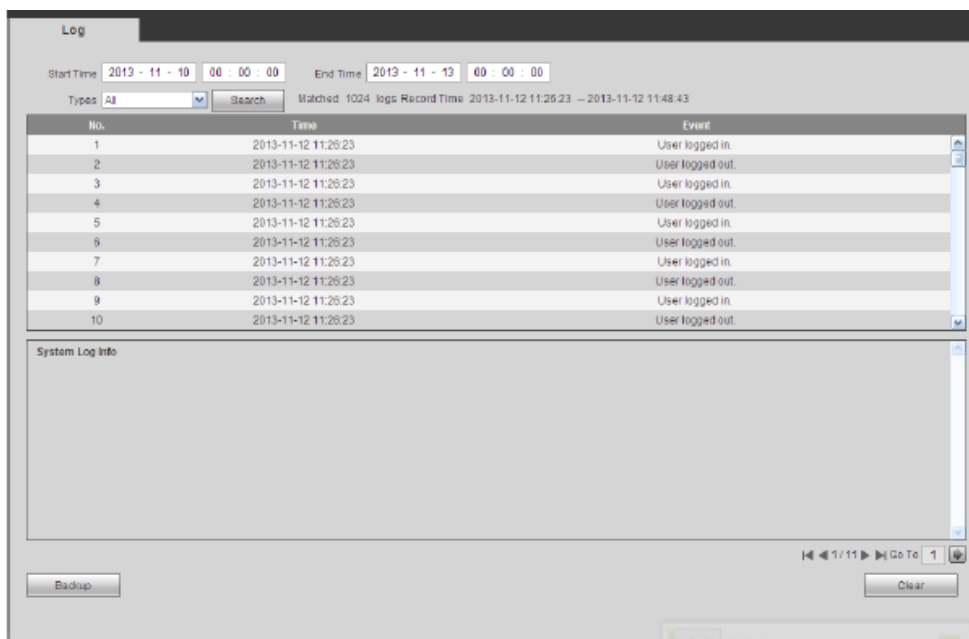 Log
Start Time 2013 - 11 - 10 00 : 00 : 00 End Time 2013 - 11 - 13 00 : 00 : 00
Types All Search Matched 1024 logs Record Time 2013-11-12 11:26:23 -- 2013-11-12 11:48:43
No. Time Event
1 2013-11-12 11:26:23 User logged in.
2 2013-11-12 11:26:23 User logged out.
3 2013-11-12 11:26:23 User logged in.
4 2013-11-12 11:26:23 User logged out.
5 2013-11-12 11:26:23 User logged in.
6 2013-11-12 11:26:23 User logged out.
7 2013-11-12 11:26:23 User logged in.
8 2013-11-12 11:26:23 User logged out.
9 2013-11-12 11:26:23 User logged in.
10 2013-11-12 11:26:23 User logged out.
System Log Info
1/11 Go To 1
Backup Clear